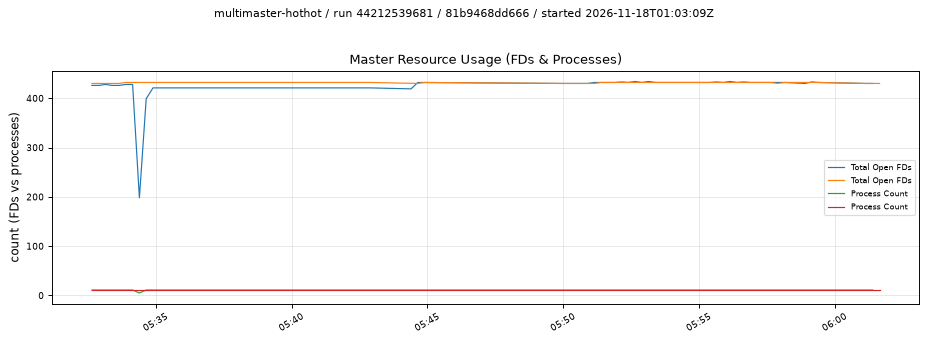 multimaster-hothot / run 44212539681 / 81b9468dd666 / started 2026-11-18T01:03:09Z
Master Resource Usage (FDs & Processes)
count (FDs vs processes)
400
300
200
100
0
Total Open FDs
Total Open FDs
Process Count
Process Count
05:35
05:40
05:45
05:50
05:55
06:00